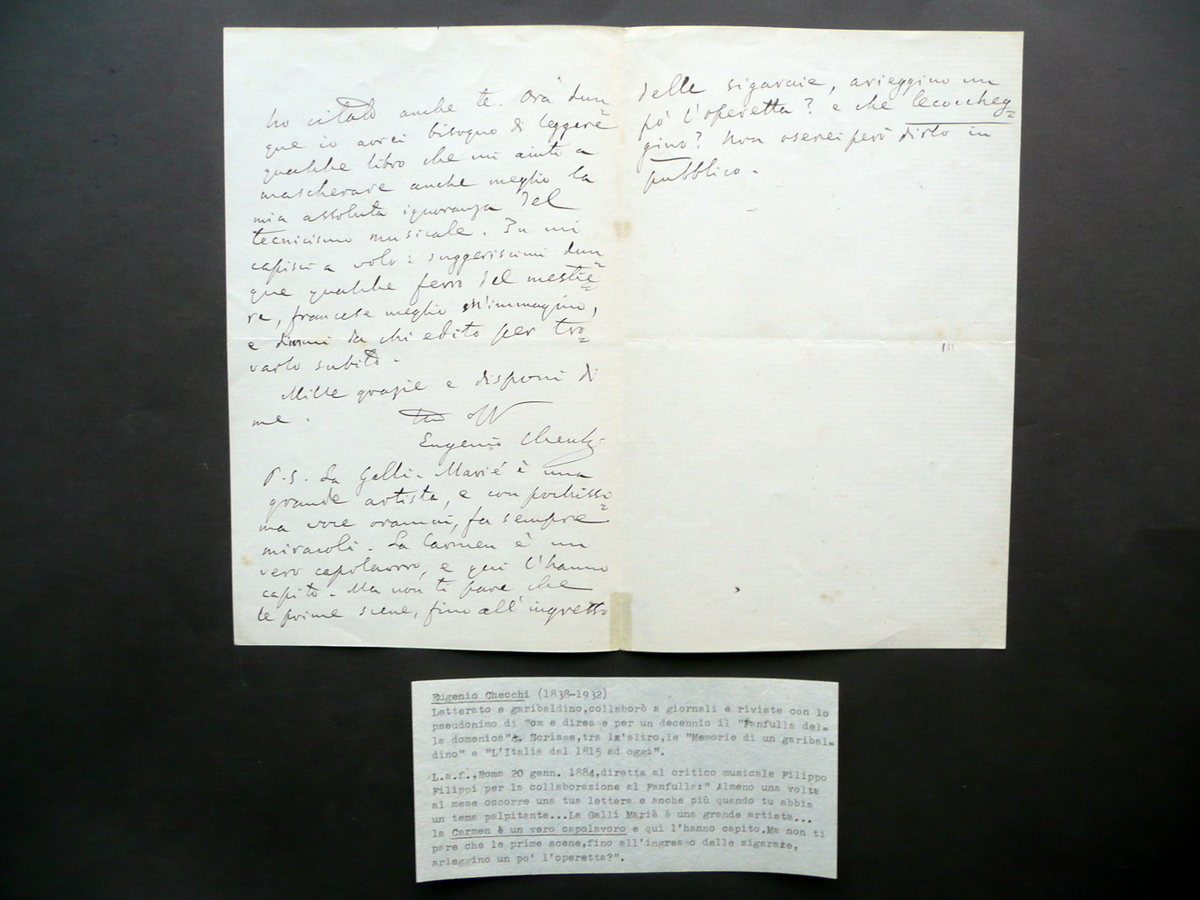 ho citato anche te. Ora dun=
que io avrei bisogno di leggere
qualche libro che mi aiuti a
mascherare anche meglio la
mia assoluta ignoranza del
tecnicismo musicale. Tu mi
capisci a volo: suggeriscimi dun=
que qualche ferro del mestie=
re, francese meglio m'immagino,
e dimmi da chi edito per tro=
varlo subito.
Mille grazie e disponi di
me.
Tuo aff
Eugenio Checchi
P.S. La Galli-Marié è una
grande artista, e con pochissi=
ma voce oramai, fa sempre
miracoli. La Carmen è un
vero capolavoro, e qui l'hanno
capito. Ma non ti pare che
le prime scene, fino all'ingresso
delle sigaraie, arieggino un
pò l'operetta? e che lecoccheg=
gino? Non oserei però dirlo in
pubblico.
Eugenio Checchi (1838-1932)
Letterato e garibaldino,collaborò a giornali e riviste con lo
pseudonimo di Tom e diresse per un decennio il "Fanfulla del=
la domenica". Scrisse,tra l'altro,le "Memorie di un garibal=
dino" e "L'Italia dal 1815 ad oggi".
L.a.f.,Roma 20 genn. 1884,diretta al critico musicale Filippo
Filippi per la collaborazione al Fanfulla:" Almeno una volta
al mese occorre una tua lettera e anche più quando tu abbia
un tema palpitante...La Galli Mariè è una grande artista...
la Carmen è un vero capolavoro e qui l'hanno capito.Ma non ti
pare che le prime scene,fino all'ingresso delle sigaraie,
arieggino un po' l'operetta?".